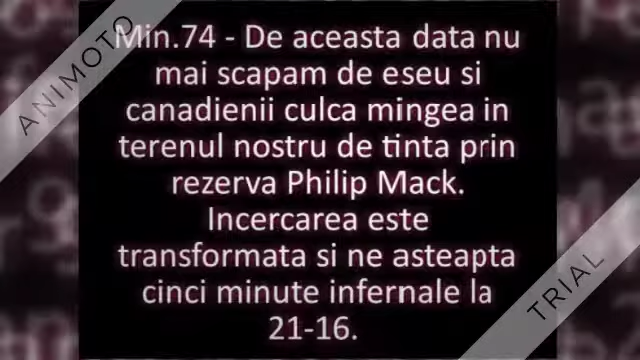 Min.74 - De aceasta data nu
mai scapam de eseu si
canadienii culca mingea in
terenul nostru de tinta prin
rezerva Philip Mack.
Incercarea este
transformata si ne asteapta
cinci minute infernale la
21-16.
ANIMOTO
TRIAL